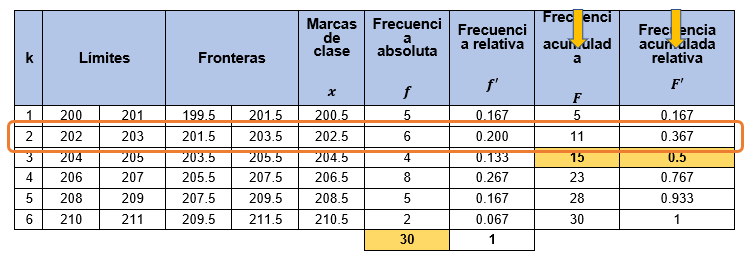 k Límites Fronteras Marcas de clase x Frecuenci a absoluta f Frecuenci a relativa f' Frecuenci acumulad a F Frecuencia acumulada relativa F'
1 200 201 199.5 201.5 200.5 5 0.167 5 0.167
2 202 203 201.5 203.5 202.5 6 0.200 11 0.367
3 204 205 203.5 205.5 204.5 4 0.133 15 0.5
4 206 207 205.5 207.5 206.5 8 0.267 23 0.767
5 208 209 207.5 209.5 208.5 5 0.167 28 0.933
6 210 211 209.5 211.5 210.5 2 0.067 30 1
30 1